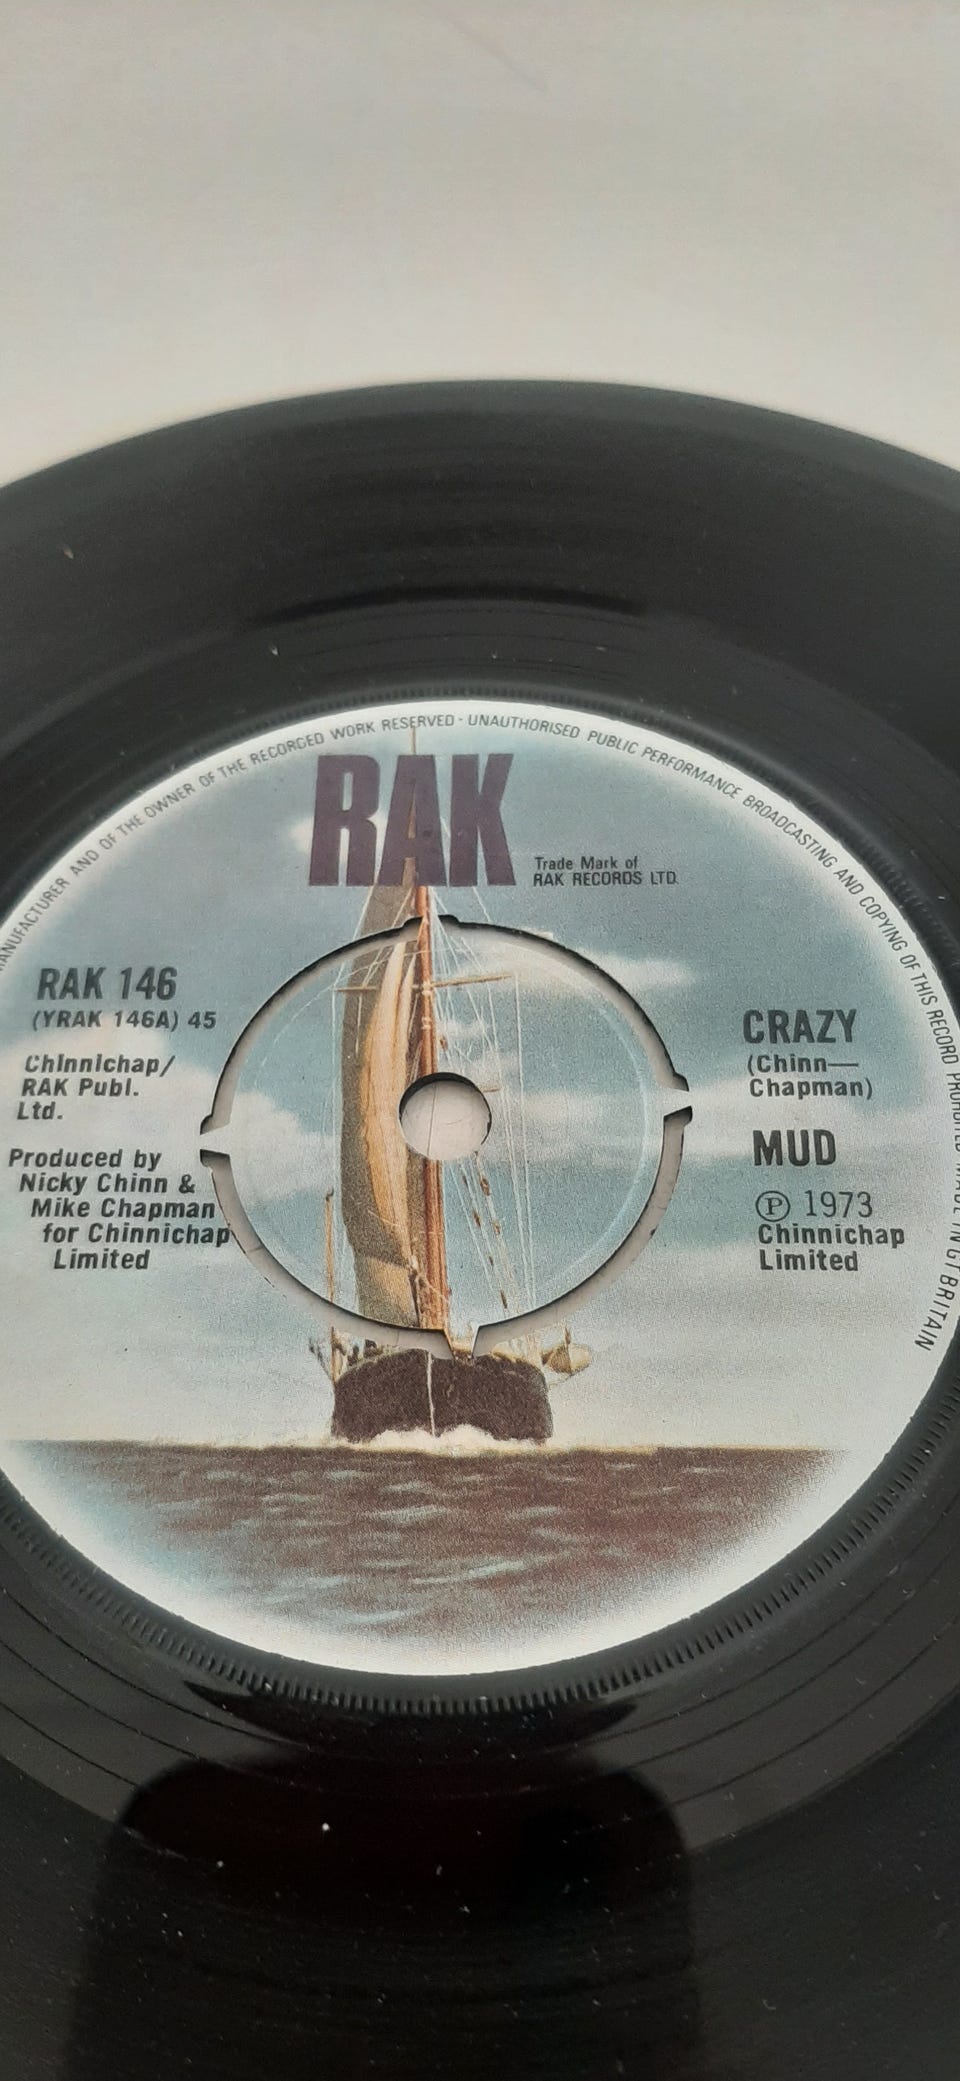 MANUFACTURER AND OF THE OWNER OF THE RECORDED WORK RESERVED · UNAUTHORISED PUBLIC PERFORMANCE BROADCASTING AND COPYING OF THIS RECORD PROHIBITED MADE IN GT BRITAIN
RAK
Trade Mark of
RAK RECORDS LTD.
RAK 146
(YRAK 146A) 45
Chinnichap/
RAK Publ.
Ltd.
Produced by
Nicky Chinn &
Mike Chapman
for Chinnichap
Limited
CRAZY
(Chinn—
Chapman)
MUD
Ⓟ 1973
Chinnichap
Limited